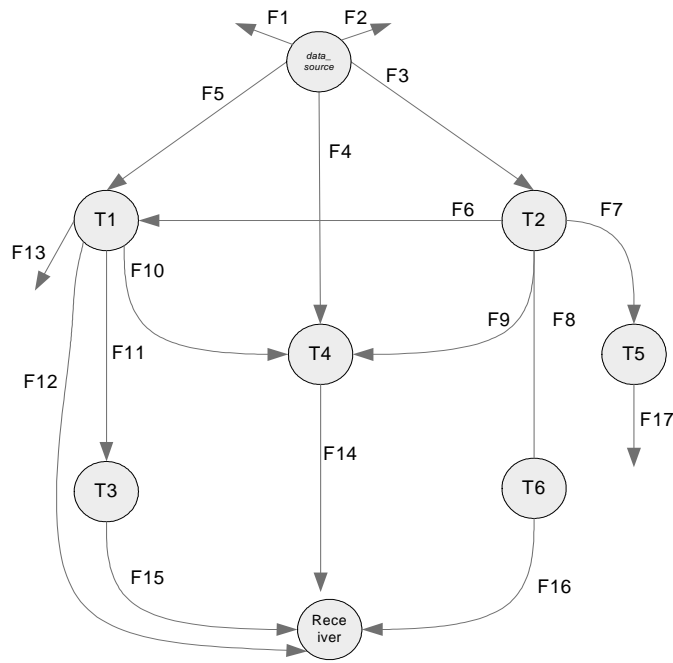 F1
F2
data_
source
F3
F5
F4
T1
F6
T2
F7
F13
F10
F9
F8
F11
T4
T5
F12
F17
F14
T3
T6
F15
F16
Rece
iver